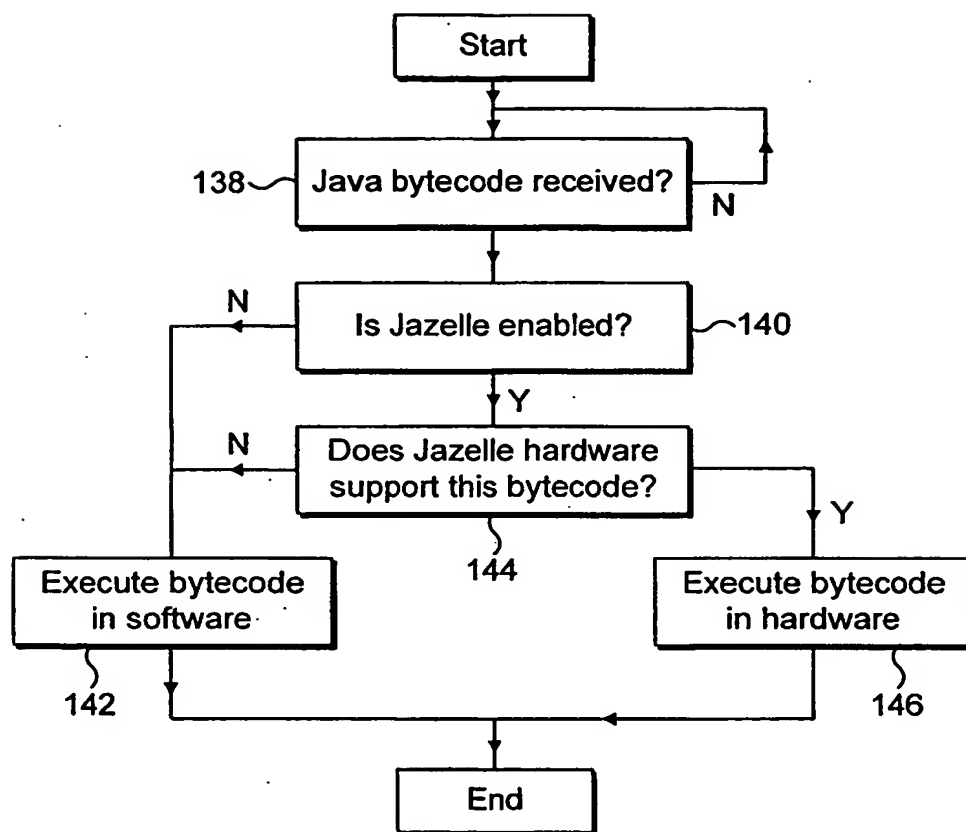 Start
138
Java bytecode received?
N
N
Is Jazelle enabled?
140
Y
N
Does Jazelle hardware
support this bytecode?
Y
144
Execute bytecode
in software
Execute bytecode
in hardware
142
146
End